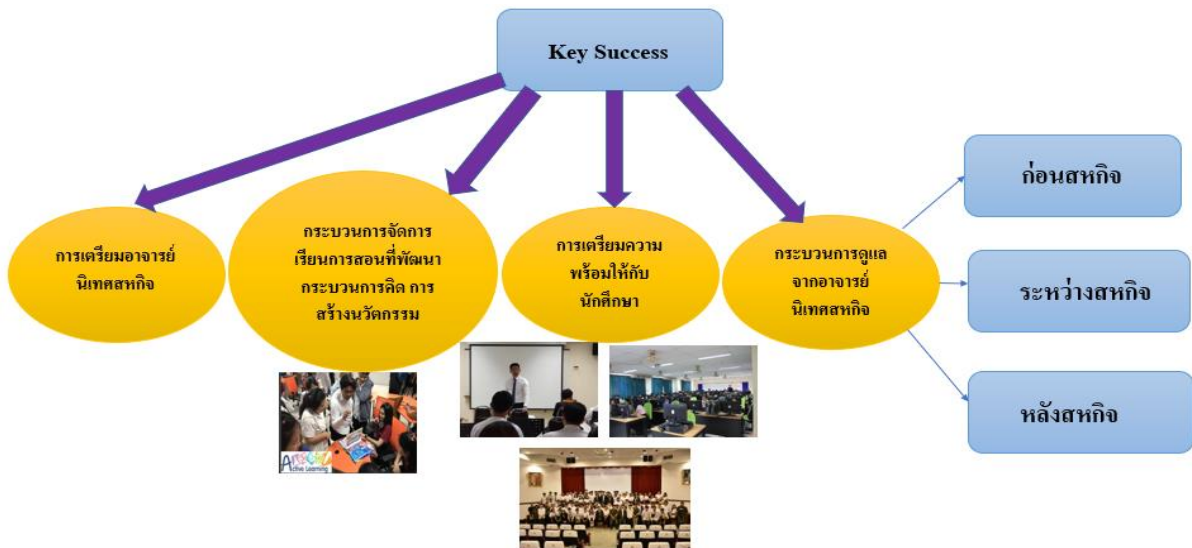 Key Success
การเตรียมอาจารย์
นิเทศสหกิจ
กระบวนการจัดการ
เรียนการสอนที่พัฒนา
กระบวนการคิด การ
สร้างนวัตกรรม
การเตรียมความ
พร้อมให้กับ
นักศึกษา
กระบวนการดูแล
จากอาจารย์
นิเทศสหกิจ
ก่อนสหกิจ
ระหว่างสหกิจ
หลังสหกิจ
Active Learning